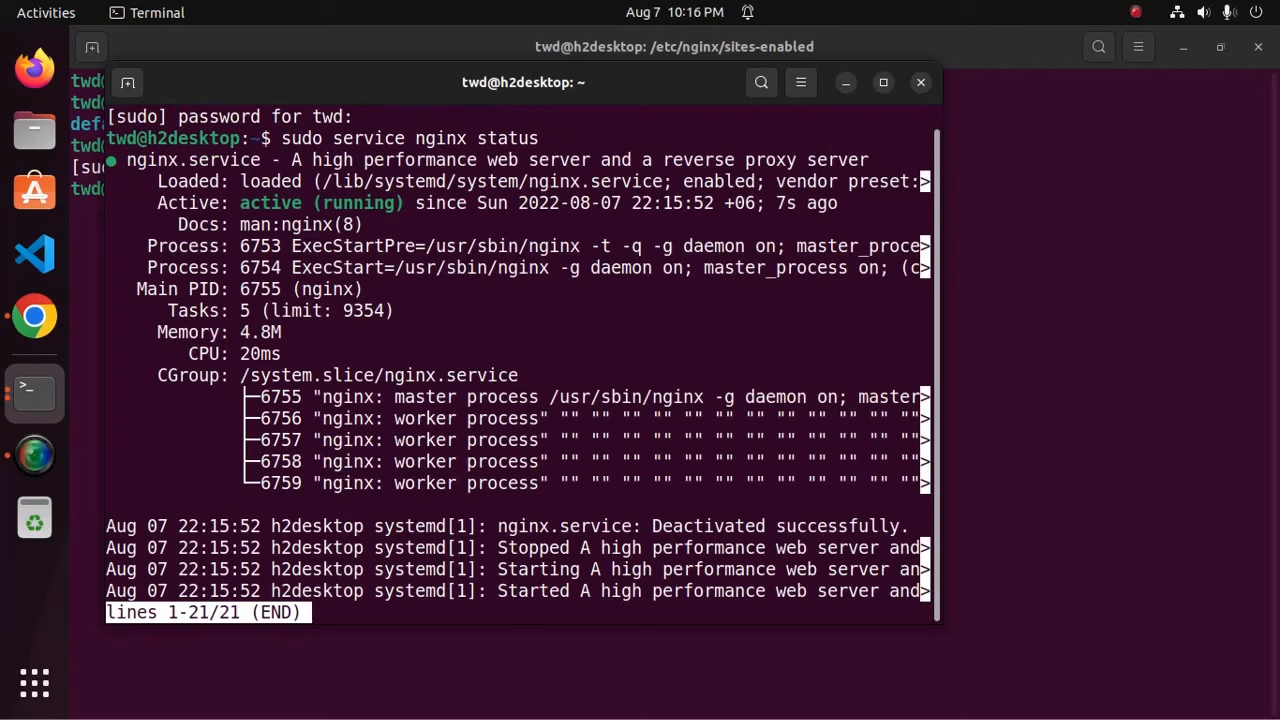 Activities
Terminal
Aug 7 10:16 PM
twd@h2desktop: /etc/nginx/sites-enabled
twd@h2desktop: ~
twd@
twd@
defa
twd@
[sud
twd@
[sudo] password for twd:
twd@h2desktop:~$ sudo service nginx status
● nginx.service - A high performance web server and a reverse proxy server
Loaded: loaded (/lib/systemd/system/nginx.service; enabled; vendor preset:>
Active: active (running) since Sun 2022-08-07 22:15:52 +06; 7s ago
Docs: man:nginx(8)
Process: 6753 ExecStartPre=/usr/sbin/nginx -t -q -g daemon on; master_proce>
Process: 6754 ExecStart=/usr/sbin/nginx -g daemon on; master_process on; (c>
Main PID: 6755 (nginx)
Tasks: 5 (limit: 9354)
Memory: 4.8M
CPU: 20ms
CGroup: /system.slice/nginx.service
├─6755 "nginx: master process /usr/sbin/nginx -g daemon on; master>
├─6756 "nginx: worker process" "" "" "" "" "" "" "" "" "" "" "" "">
├─6757 "nginx: worker process" "" "" "" "" "" "" "" "" "" "" "" "">
├─6758 "nginx: worker process" "" "" "" "" "" "" "" "" "" "" "" "">
└─6759 "nginx: worker process" "" "" "" "" "" "" "" "" "" "" "" "">
Aug 07 22:15:52 h2desktop systemd[1]: nginx.service: Deactivated successfully.
Aug 07 22:15:52 h2desktop systemd[1]: Stopped A high performance web server and>
Aug 07 22:15:52 h2desktop systemd[1]: Starting A high performance web server an>
Aug 07 22:15:52 h2desktop systemd[1]: Started A high performance web server and>
lines 1-21/21 (END)